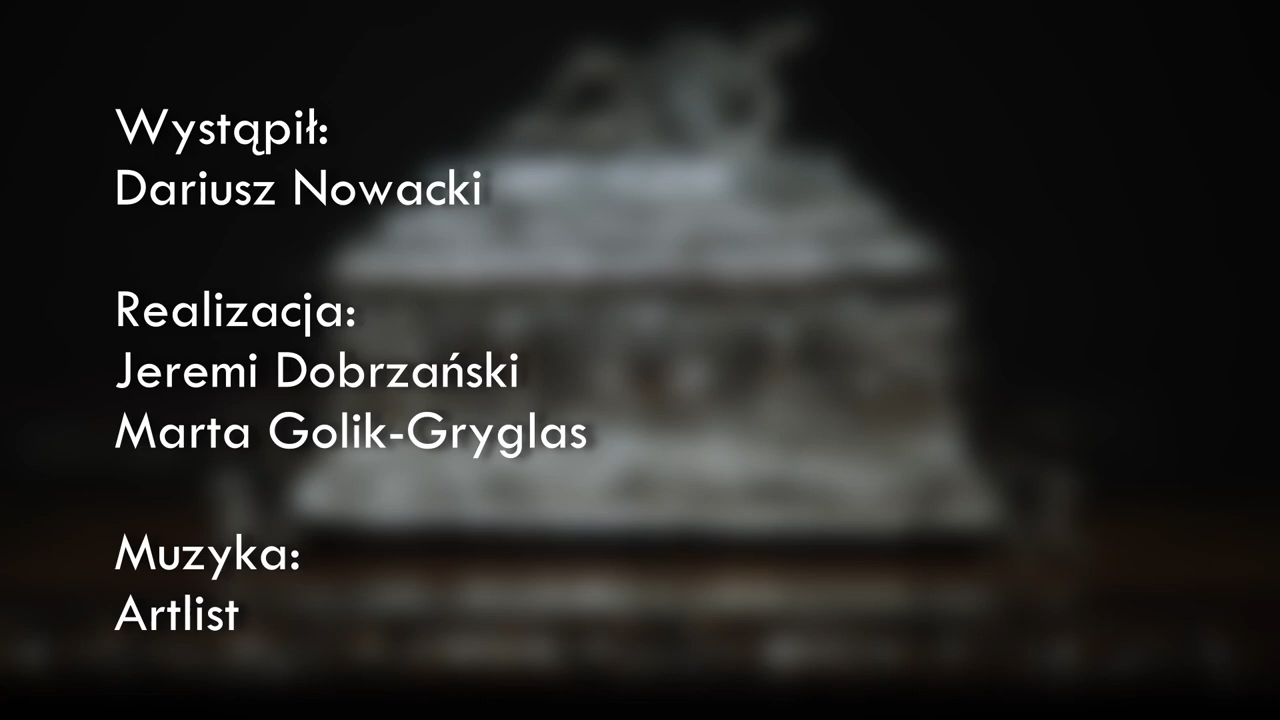 Wystąpił:
Dariusz Nowacki
Realizacja:
Jeremi Dobrzański
Marta Golik-Gryglas
Muzyka:
Artlist